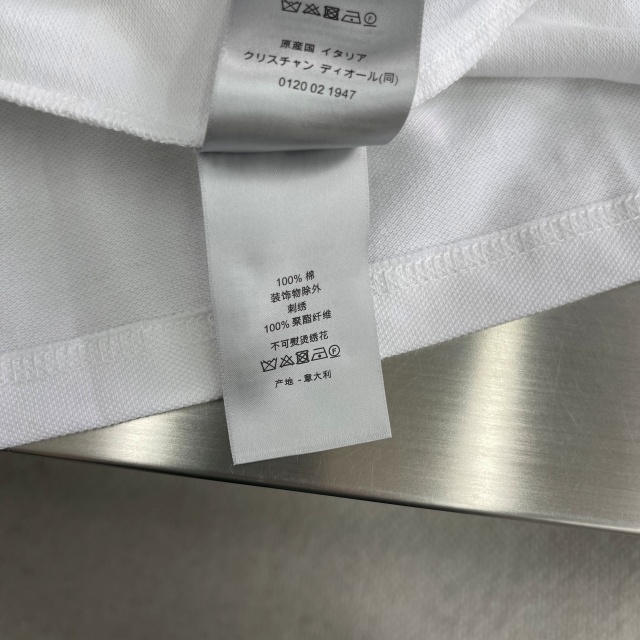 原産国 イタリア
クリスチャン ディオール(同)
0120 02 1947
100% 棉
装饰物除外
刺绣
100% 聚酯纤维
不可熨烫绣花
产地 - 意大利